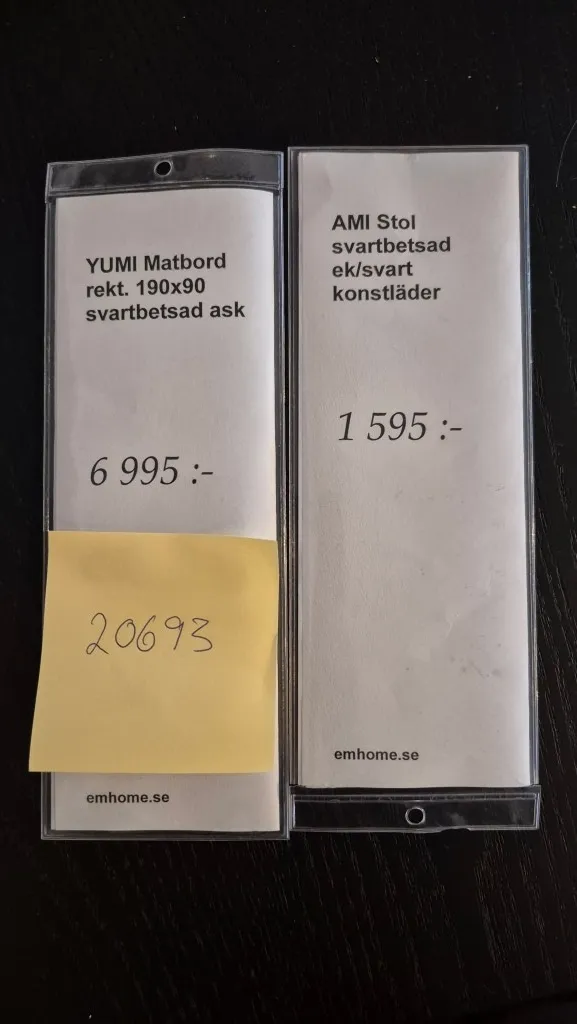 YUMI Matbord
rekt. 190x90
svartbetsad ask
6 995 :-
20693
emhome.se
AMI Stol
svartbetsad
ek/svart
konstläder
1 595 :-
emhome.se